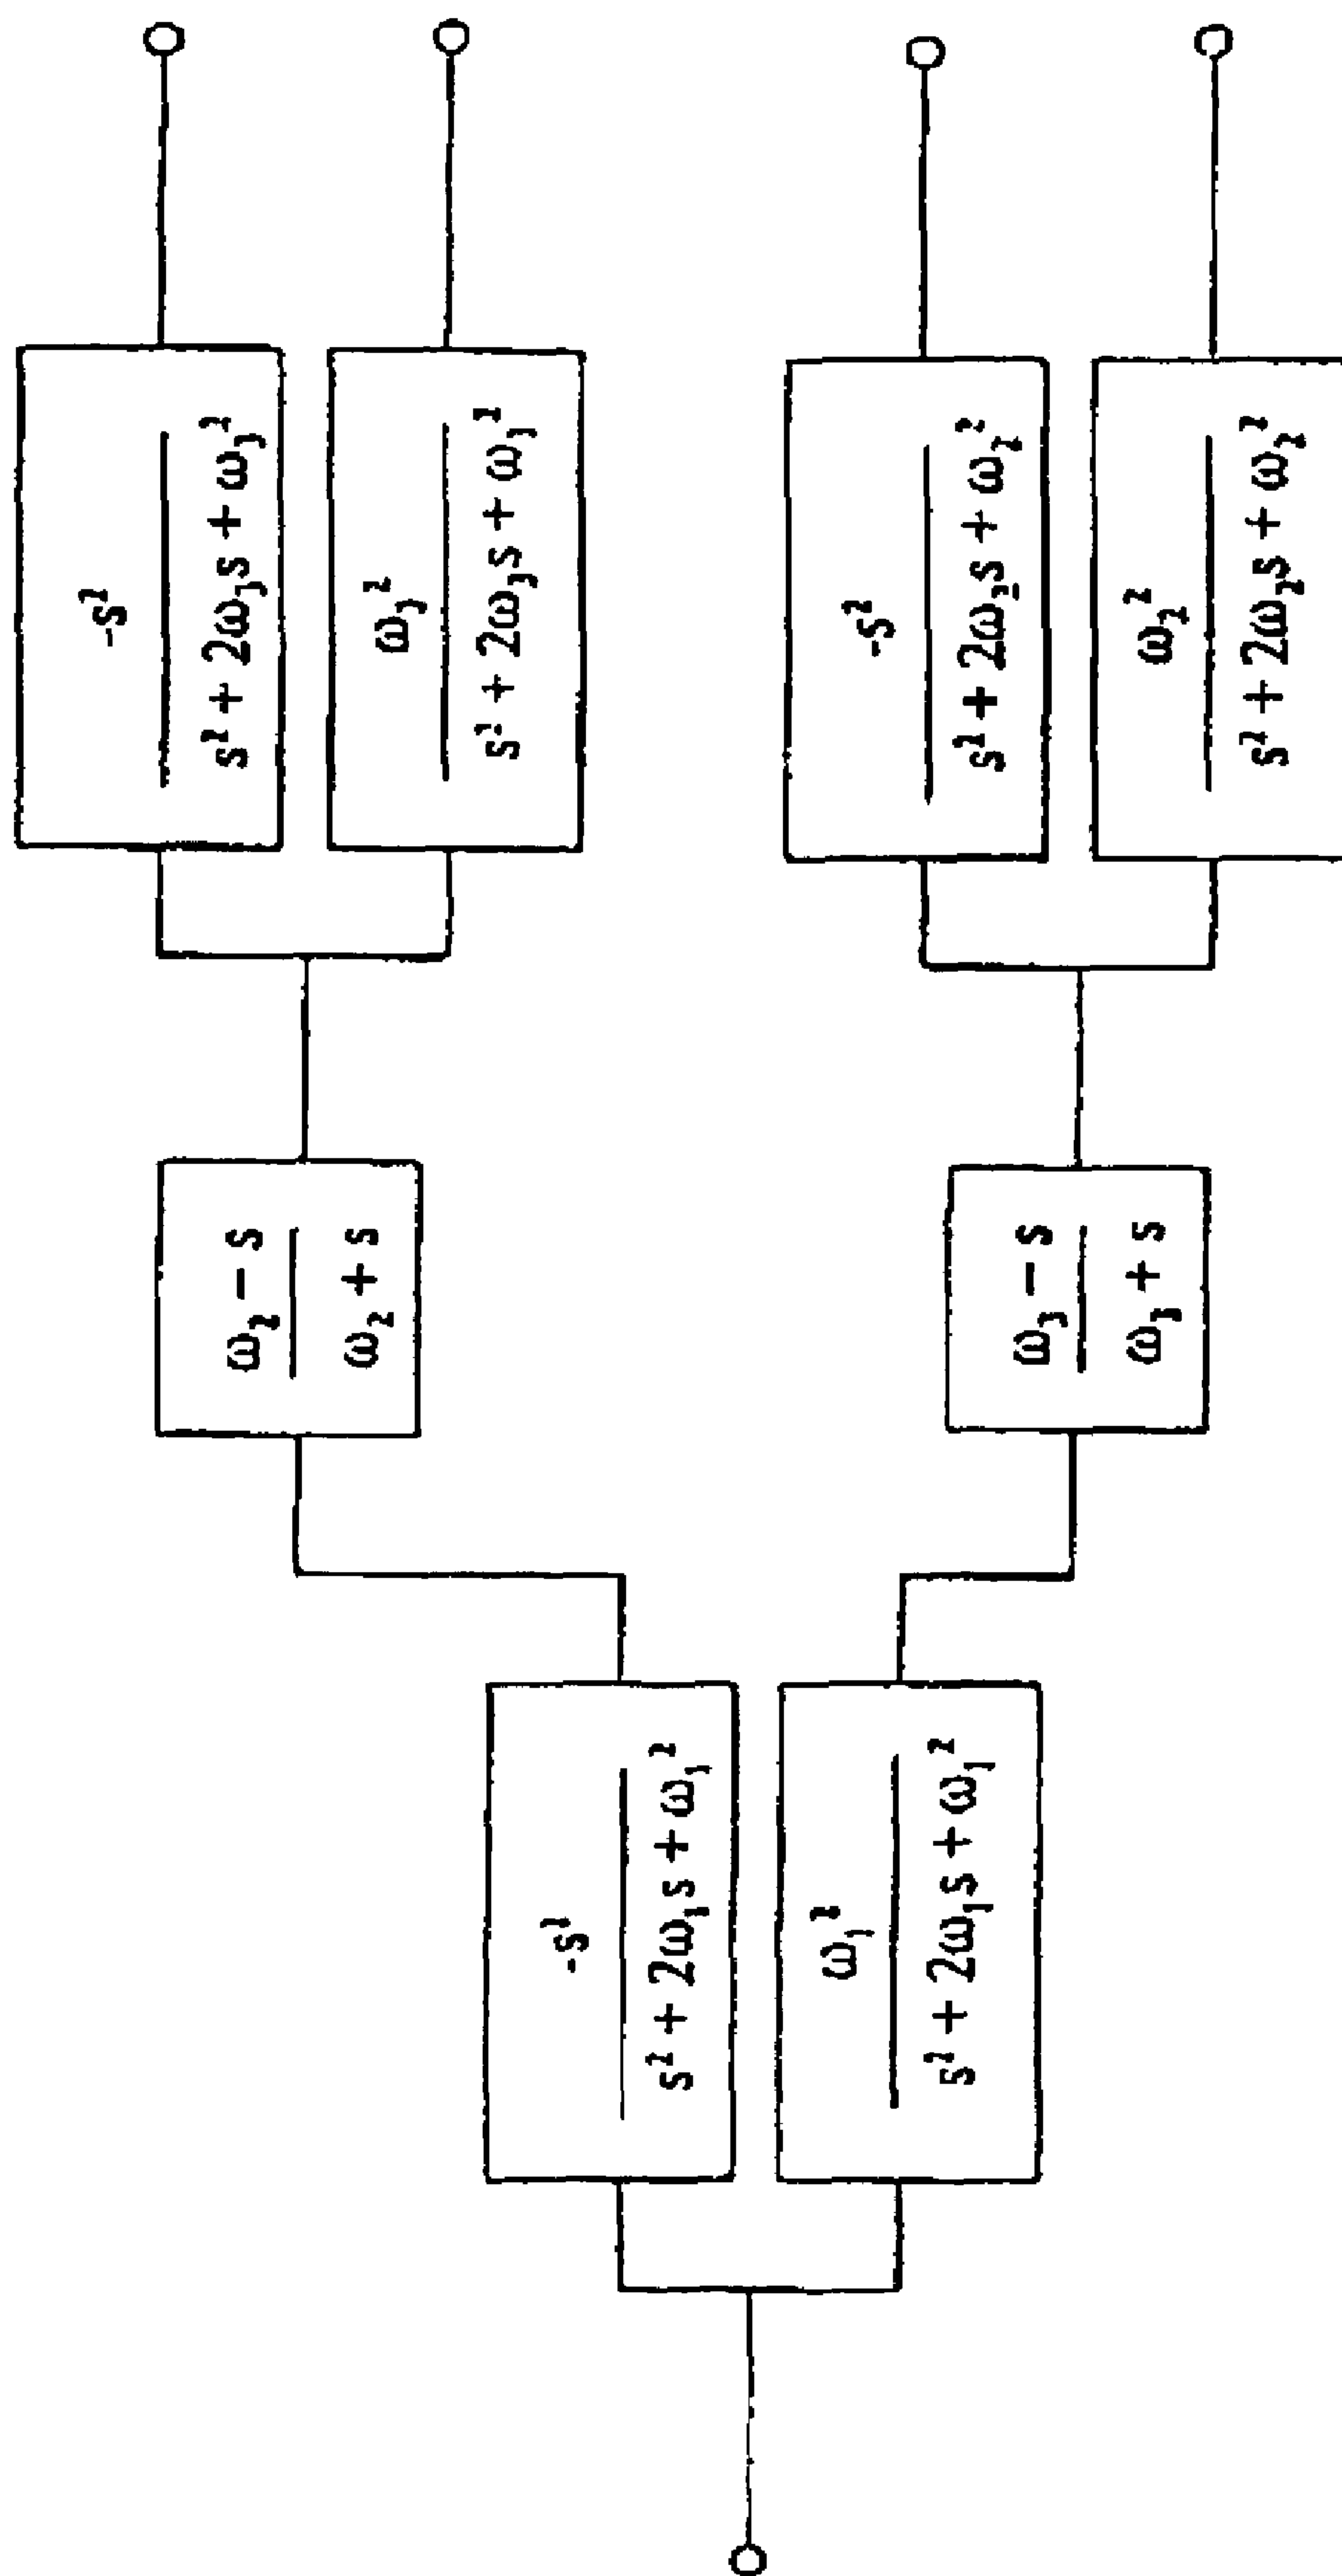 -s²
s² + 2ω₁s + ω₁²
ω₁²
s² + 2ω₁s + ω₁²
ω₂ − s
ω₂ + s
ω₃ − s
ω₃ + s
-s²
s² + 2ω₃s + ω₃²
ω₃²
s² + 2ω₃s + ω₃²
-s²
s² + 2ω₂s + ω₂²
ω₂²
s² + 2ω₂s + ω₂²